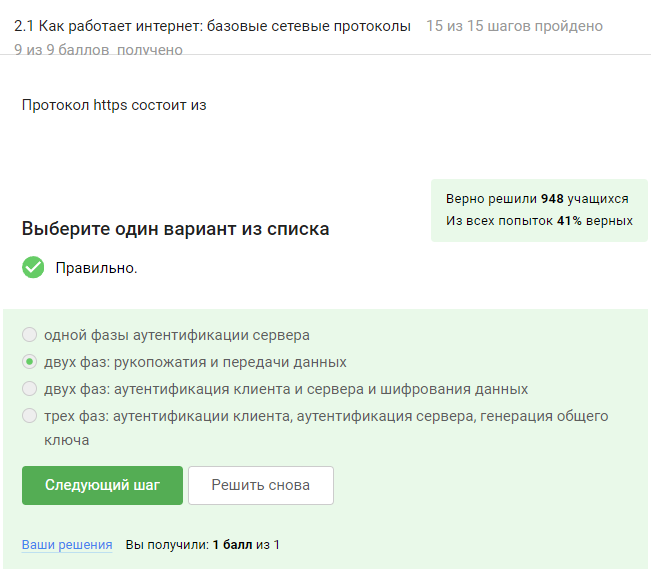 2.1 Как работает интернет: базовые сетевые протоколы 15 из 15 шагов пройдено
9 из 9 баллов получено
Протокол https состоит из
Верно решили 948 учащихся
Из всех попыток 41% верных
Выберите один вариант из списка
Правильно.
одной фазы аутентификации сервера
двух фаз: рукопожатия и передачи данных
двух фаз: аутентификация клиента и сервера и шифрования данных
трех фаз: аутентификации клиента, аутентификация сервера, генерация общего
ключа
Следующий шаг Решить снова
Ваши решения Вы получили: 1 балл из 1